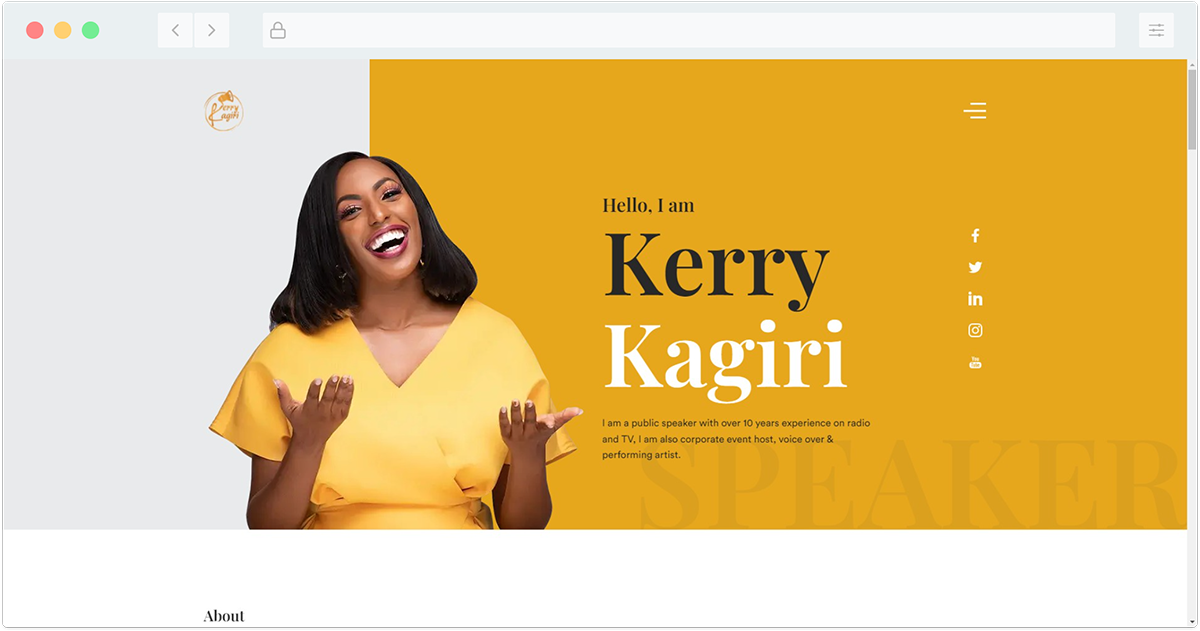 Kerry
Kagiri
Hello, I am
Kerry
Kagiri
I am a public speaker with over 10 years experience on radio
and TV, I am also corporate event host, voice over &
performing artist.
SPEAKER
About